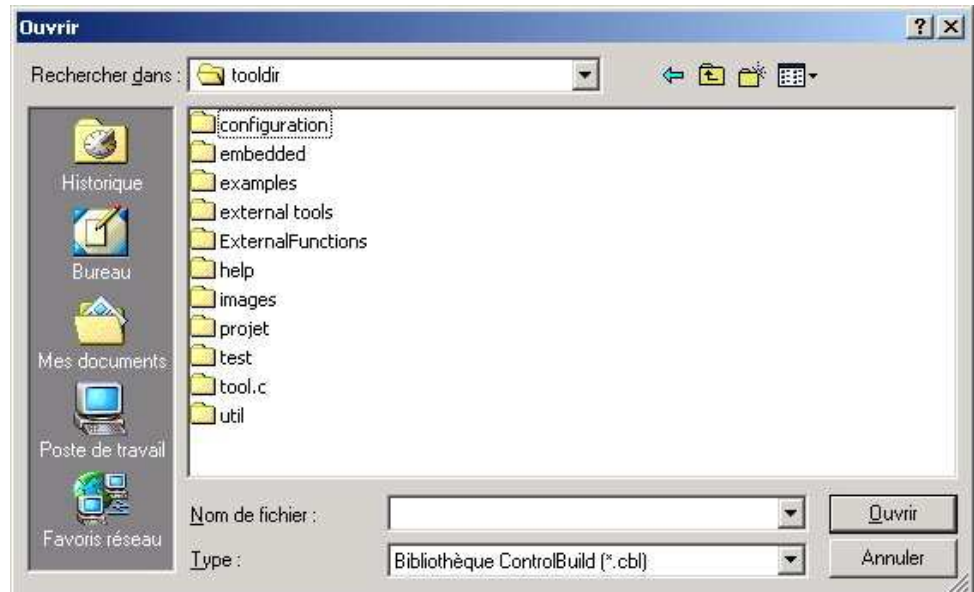 Ouvrir
Rechercher dans :
tooldir
Historique
Bureau
Mes documents
Poste de travail
Favoris réseau
configuration
embedded
examples
external tools
ExternalFunctions
help
images
projet
test
tool.c
util
Nom de fichier :
Ouvrir
Type :
Bibliothèque ControlBuild (*.cbl)
Annuler